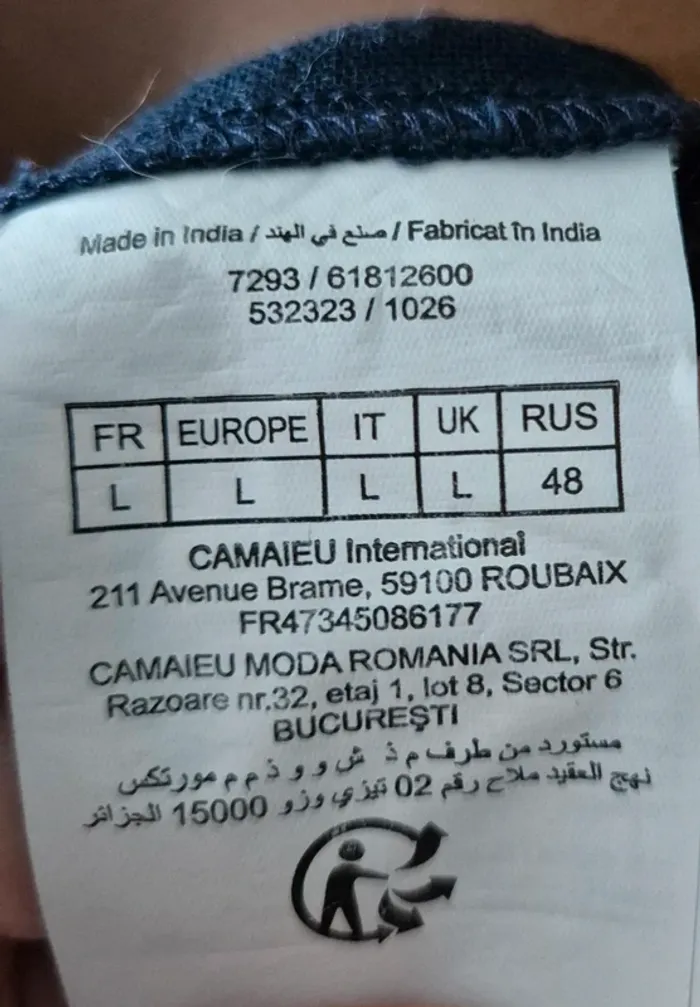 Made in India / صنع في الهند / Fabricat în India
7293 / 61812600
532323 / 1026
FR EUROPE IT UK RUS
L L L L 48
CAMAIEU International
211 Avenue Brame, 59100 ROUBAIX
FR47345086177
CAMAIEU MODA ROMANIA SRL, Str.
Razoare nr.32, etaj 1, lot 8, Sector 6
BUCUREŞTI
مستورد من طرف م ذ ش و و ذ م م مورتكس
نهج العقيد ملاح رقم 02 تيزي وزو 15000 الجزائر